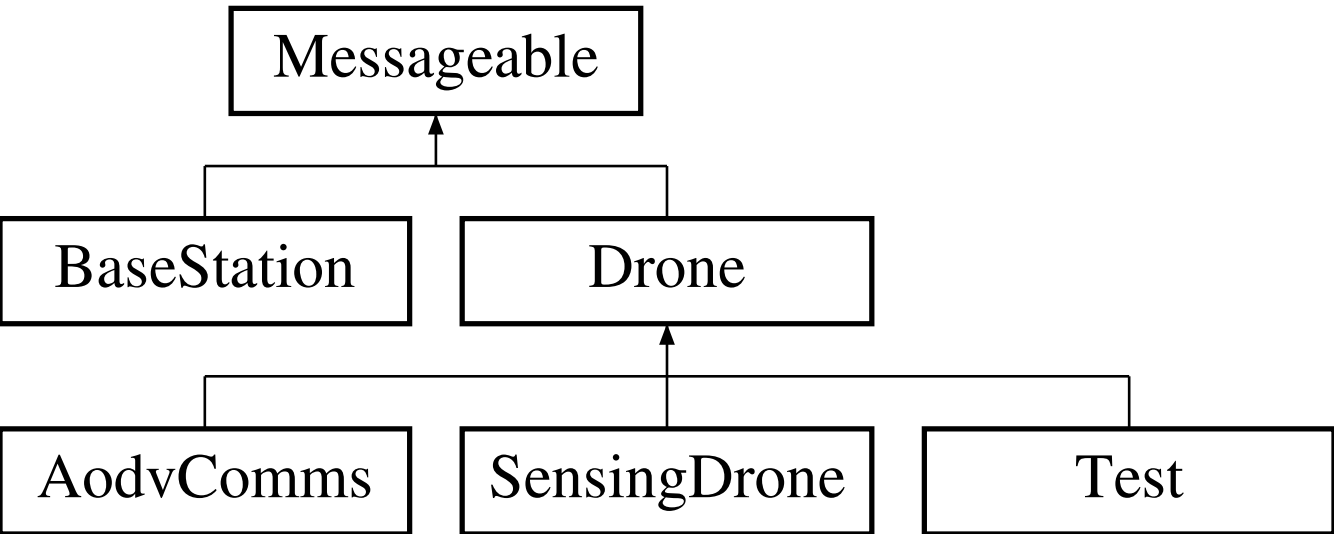 Messageable
BaseStation
Drone
AodvComms
SensingDrone
Test